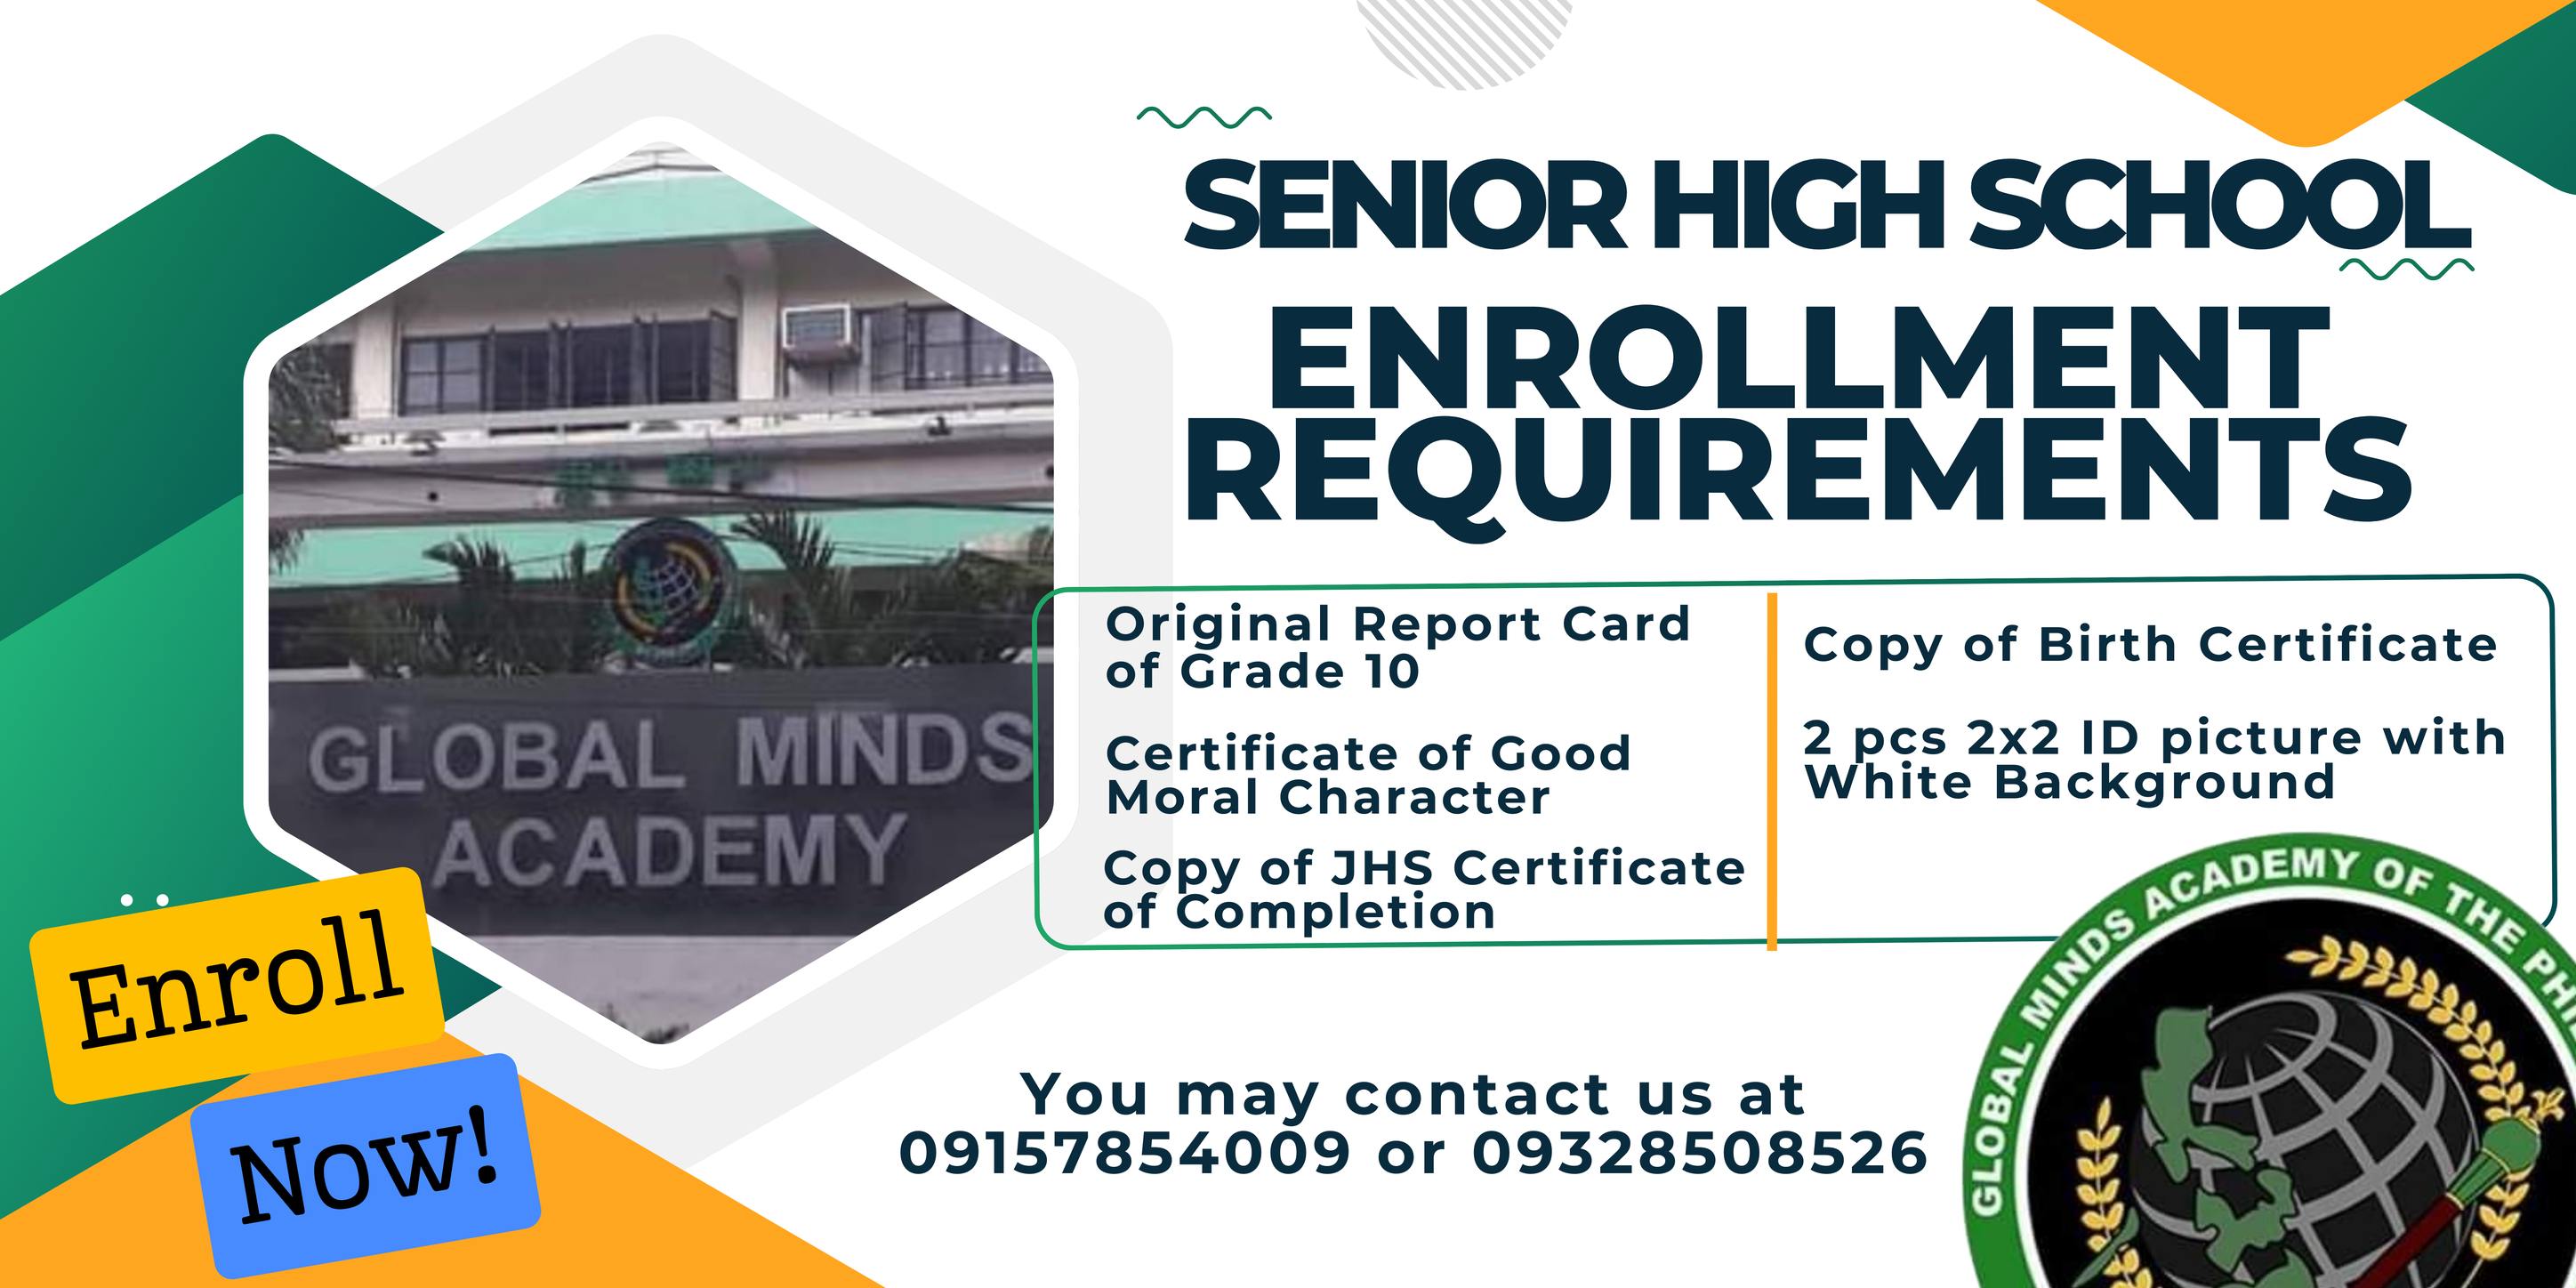 SENIOR HIGH SCHOOL
ENROLLMENT
REQUIREMENTS
Original Report Card
of Grade 10
Certificate of Good
Moral Character
Copy of JHS Certificate
of Completion
Copy of Birth Certificate
2 pcs 2x2 ID picture with
White Background
You may contact us at
09157854009 or 09328508526
GLOBAL MINDS
ACADEMY
Enroll
Now!
GLOBAL MINDS ACADEMY OF THE